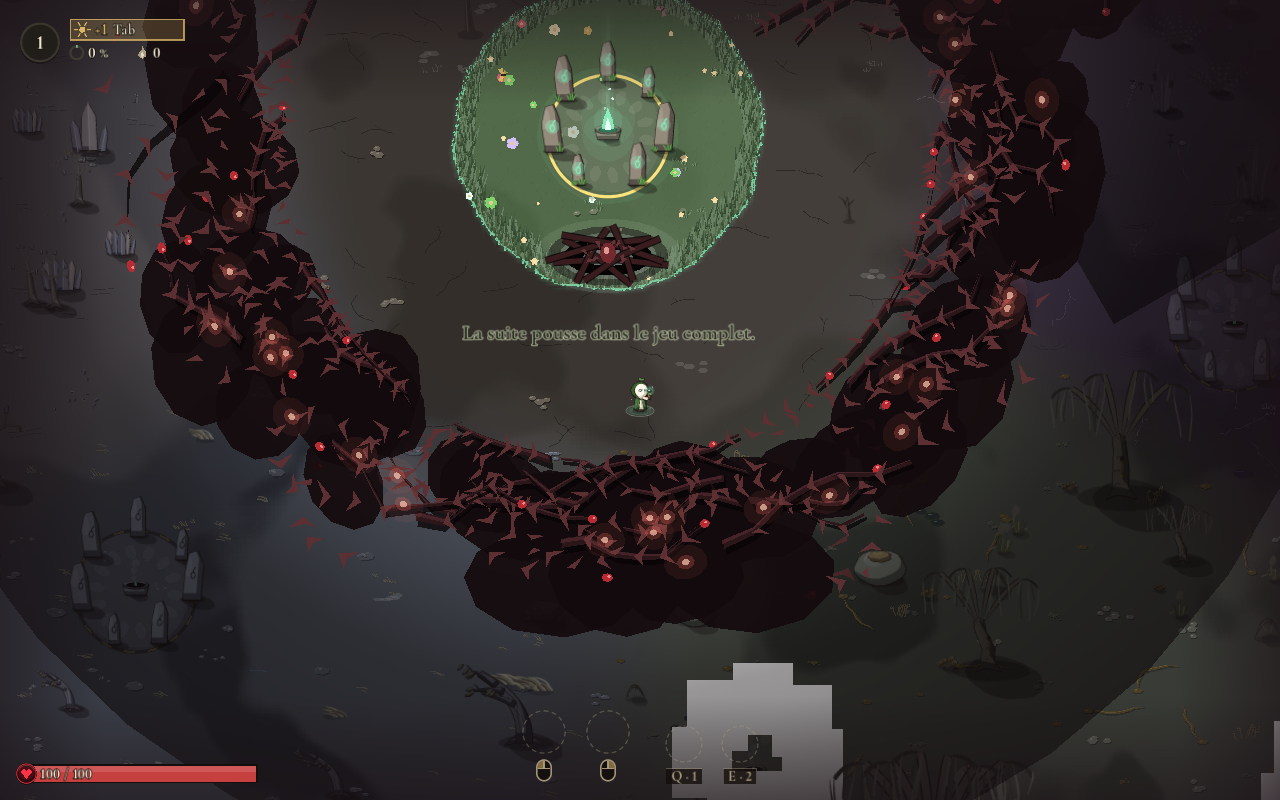 1
+1 Tab
0 %
0
La suite pousse dans le jeu complet.
100 / 100
Q · 1
E · 2